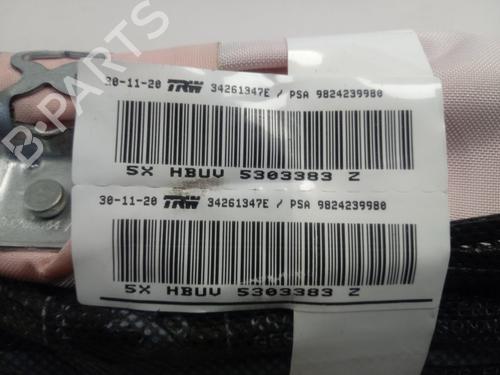 30-11-20 TRW 34261347E / PSA 9824239980
5X HBUV 5303383 Z
30-11-20 TRW 34261347E / PSA 9824239980
5X HBUV 5303383 Z
B-PARTS